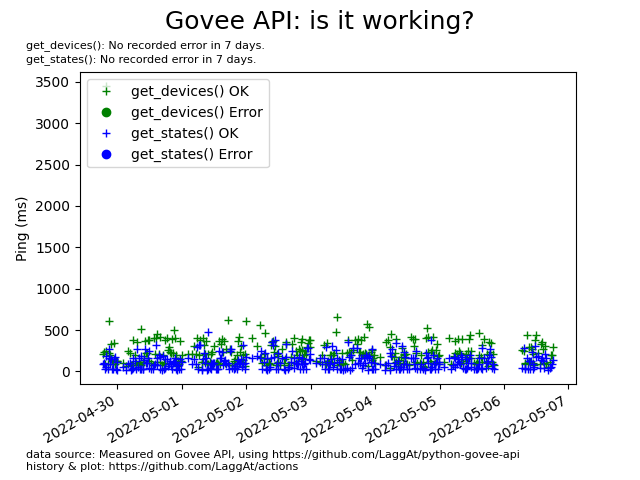 Govee API: is it working?
get_devices(): No recorded error in 7 days.
get_states(): No recorded error in 7 days.
get_devices() OK
get_devices() Error
get_states() OK
get_states() Error
Ping (ms)
3500
3000
2500
2000
1500
1000
500
0
2022-04-30
2022-05-01
2022-05-02
2022-05-03
2022-05-04
2022-05-05
2022-05-06
2022-05-07
data source: Measured on Govee API, using https://github.com/LaggAt/python-govee-api
history & plot: https://github.com/LaggAt/actions